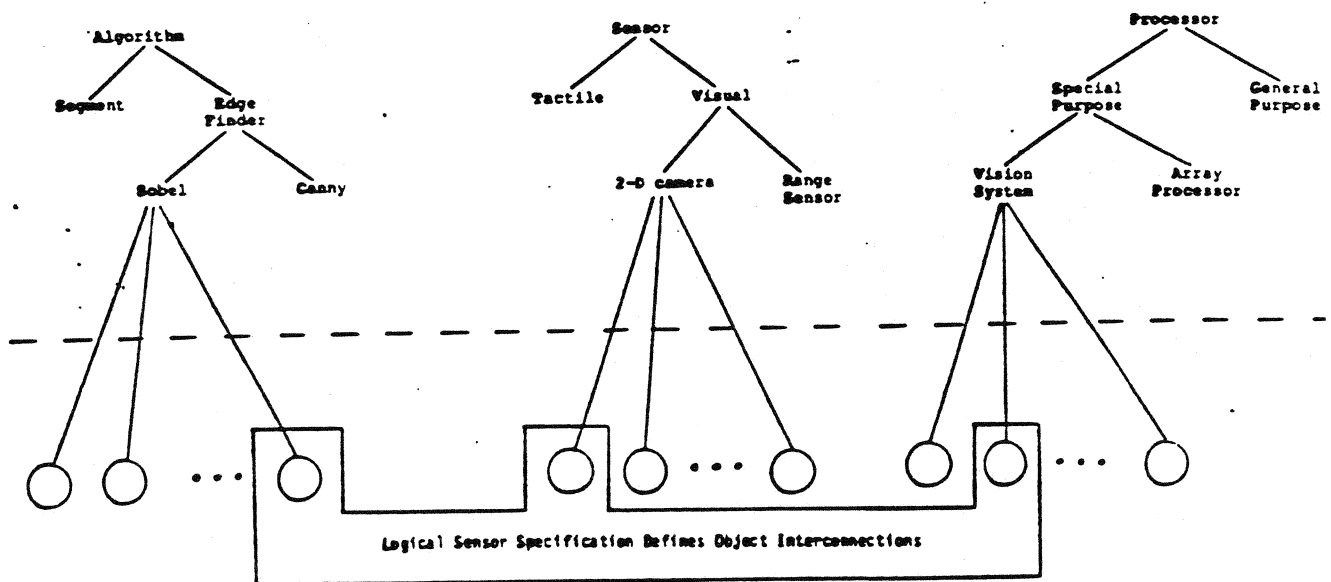 Algorithm
Segment
Edge
Finder
Sobel
Canny
Sensor
Tactile
Visual
2-D camera
Range
Sensor
Processor
Special
Purpose
General
Purpose
Vision
System
Array
Processor
Logical Sensor Specification Defines Object Interconnections